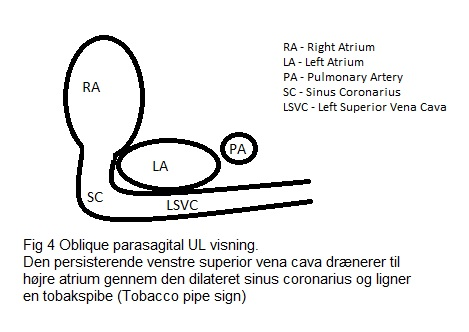 RA
LA
PA
SC
LSVC
RA - Right Atrium
LA - Left Atrium
PA - Pulmonary Artery
SC - Sinus Coronarius
LSVC - Left Superior Vena Cava
Fig 4 Oblique parasagital UL visning.
Den persisterende venstre superior vena cava drænerer til
højre atrium gennem den dilateret sinus coronarius og ligner
en tobakspibe (Tobacco pipe sign)